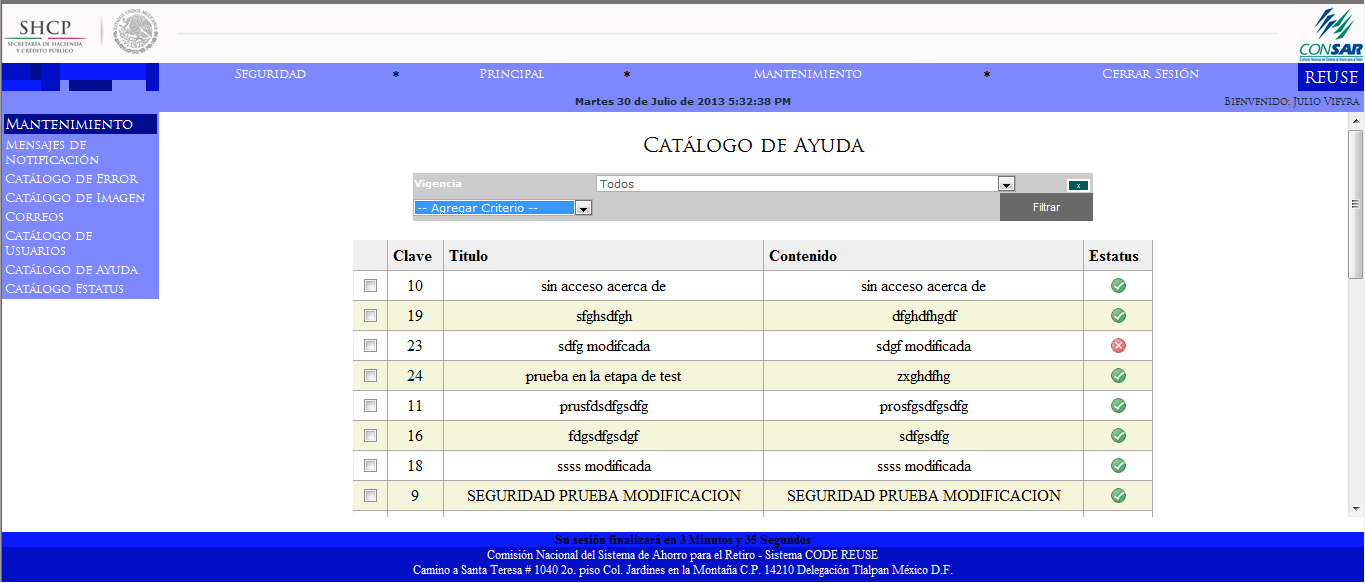 SHCP
SECRETARÍA DE HACIENDA
Y CRÉDITO PÚBLICO
CONSAR
SEGURIDAD * PRINCIPAL * MANTENIMIENTO * CERRAR SESIÓN
REUSE
Martes 30 de Julio de 2013 5:32:38 PM
BIENVENIDO: JULIO VIEYRA
MANTENIMIENTO
MENSAJES DE
NOTIFICACIÓN
CATÁLOGO DE ERROR
CATÁLOGO DE IMAGEN
CORREOS
CATÁLOGO DE
USUARIOS
CATÁLOGO DE AYUDA
CATÁLOGO ESTATUS
CATÁLOGO DE AYUDA
Vigencia Todos x
-- Agregar Criterio -- Filtrar
Clave Titulo Contenido Estatus
10 sin acceso acerca de sin acceso acerca de
19 sfghsdfgh dfghdfhgdf
23 sdfg modifcada sdgf modificada
24 prueba en la etapa de test zxghdfhg
11 prusfdsdfgsdfg prosfgsdfgsdfg
16 fdgsdfgsdgf sdfgsdfg
18 ssss modificada ssss modificada
9 SEGURIDAD PRUEBA MODIFICACION SEGURIDAD PRUEBA MODIFICACION
Su sesión finalizará en 3 Minutos y 35 Segundos
Comisión Nacional del Sistema de Ahorro para el Retiro - Sistema CODE REUSE
Camino a Santa Teresa # 1040 2o. piso Col. Jardines en la Montaña C.P. 14210 Delegación Tlalpan México D.F.